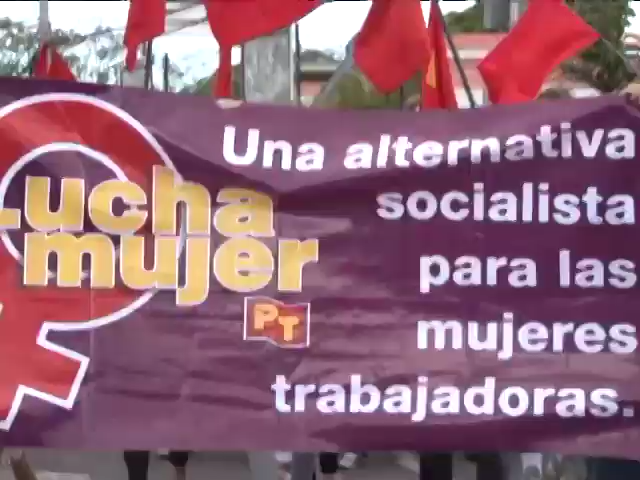 Lucha
mujer
PT
Una alternativa
socialista
para las
mujeres
trabajadoras.